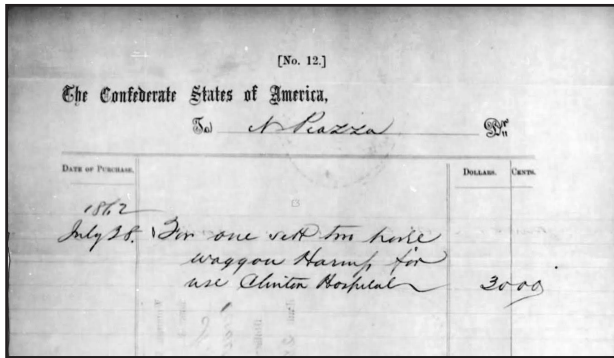 [No. 12.]
The Confederate States of America,
To N Piazza Dr.
DATE OF PURCHASE. DOLLARS. CENTS.
1862
July 28. For one sett two horse
waggon Harness for
use Clinton Hospital 30 00